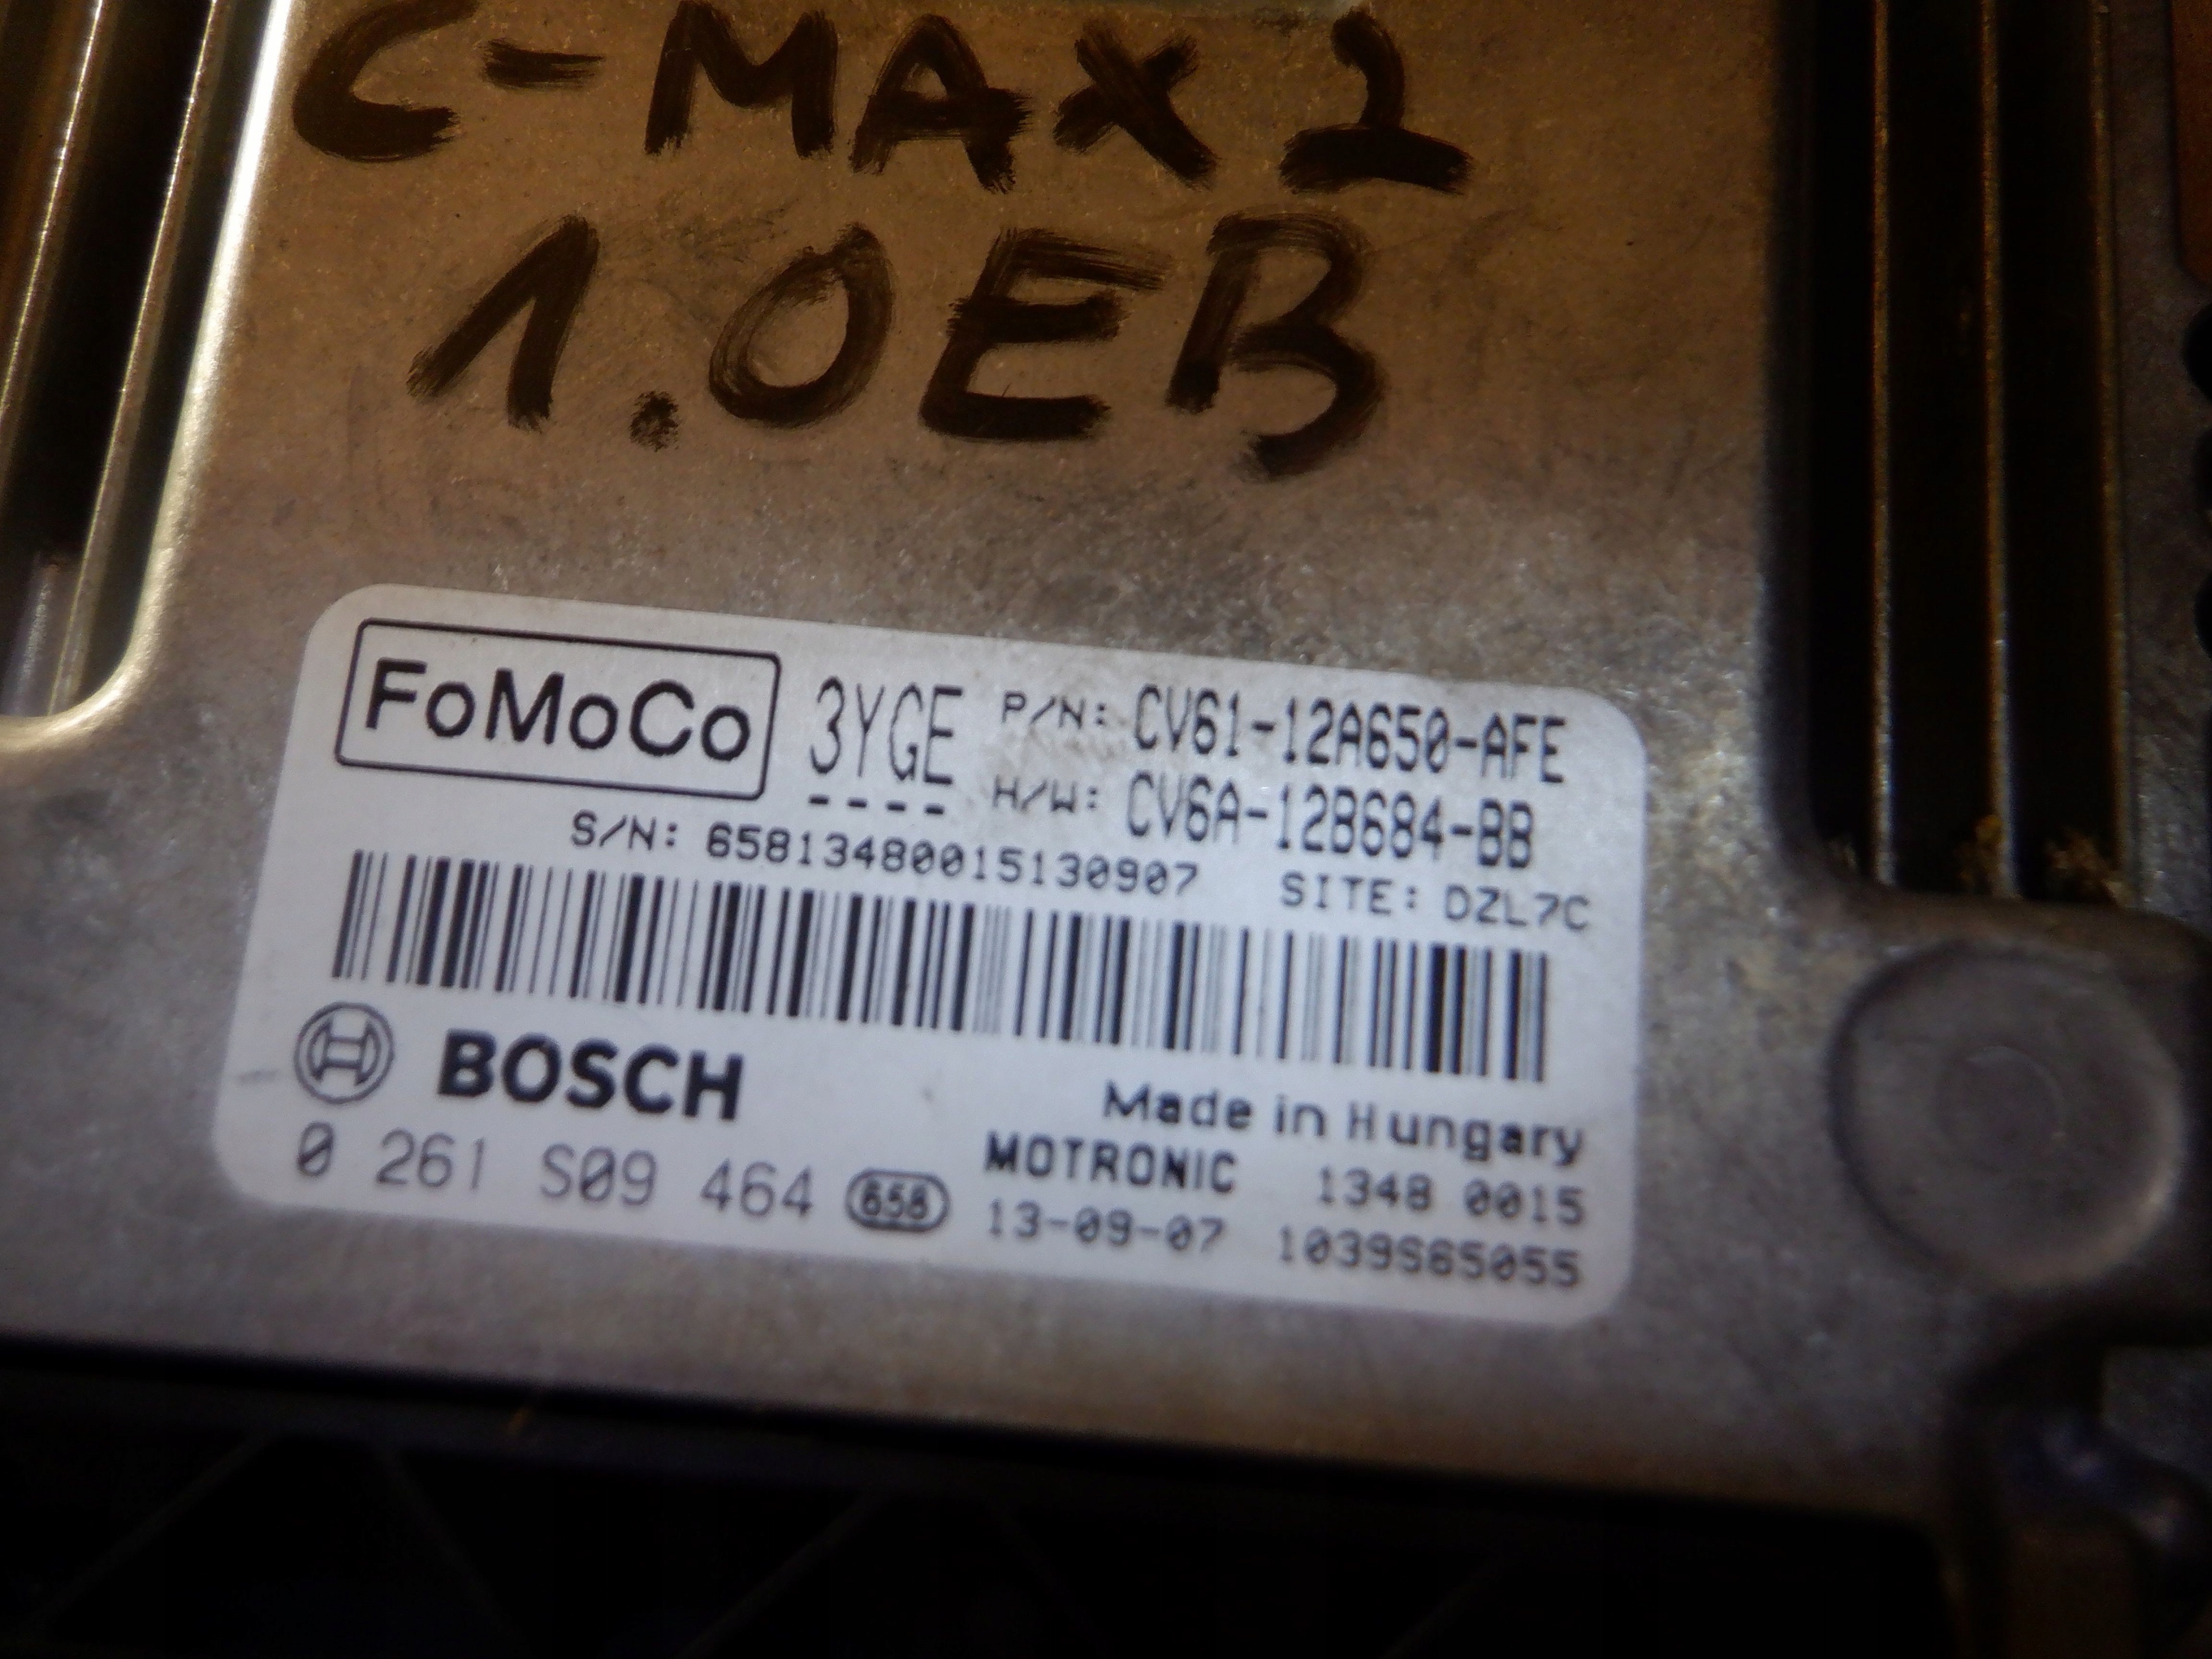 C-MAX 2
1.0EB
FoMoCo 3YGE P/N: CV61-12A650-AFE
---- H/W: CV6A-12B684-BB
S/N: 65813480015130907 SITE: DZL7C
BOSCH
Made in Hungary
0 261 S09 464 658 MOTRONIC 1348 0015
13-09-07 1039S65055